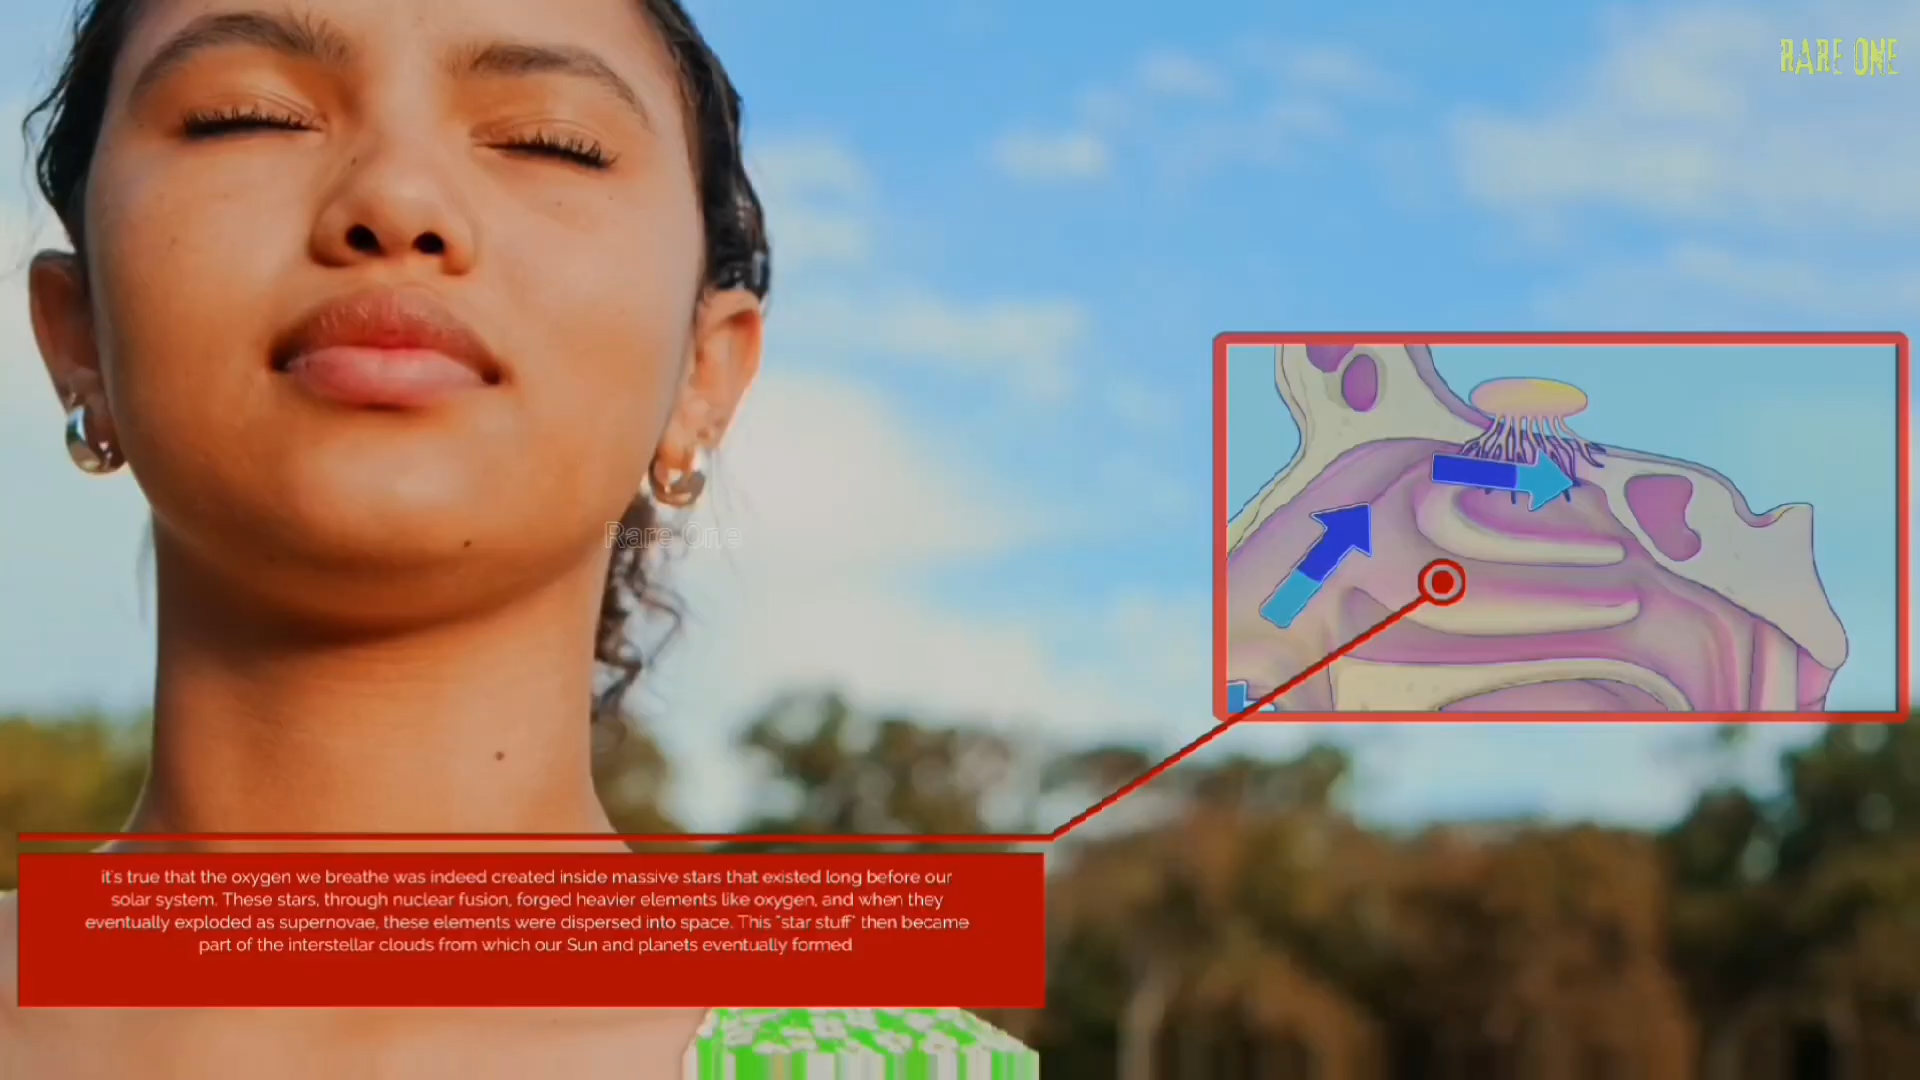 RARE ONE
Rare One
it's true that the oxygen we breathe was indeed created inside massive stars that existed long before our
solar system. These stars, through nuclear fusion, forged heavier elements like oxygen, and when they
eventually exploded as supernovae, these elements were dispersed into space. This "star stuff" then became
part of the interstellar clouds from which our Sun and planets eventually formed